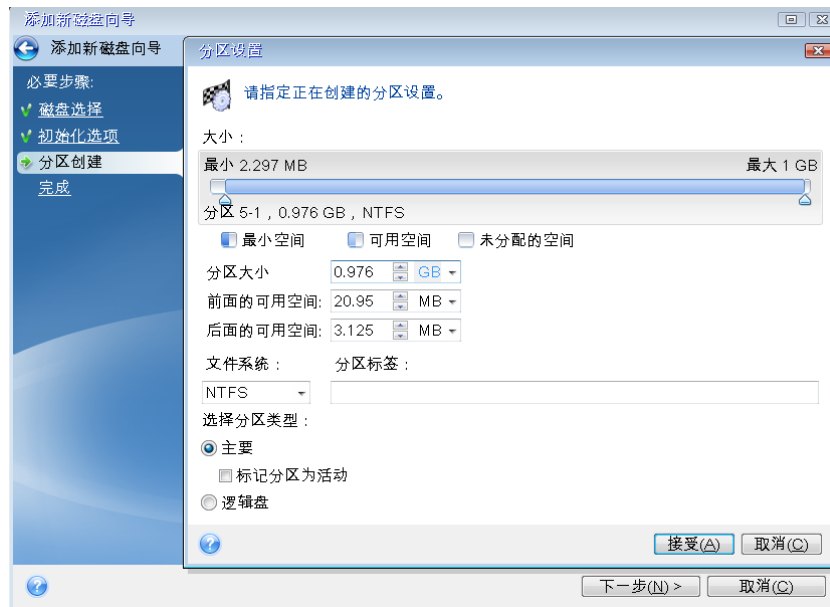 添加新磁盘向导
添加新磁盘向导
必要步骤:
磁盘选择
初始化选项
分区创建
完成
分区设置
请指定正在创建的分区设置。
大小:
最小 2.297 MB 最大 1 GB
分区 5-1 , 0.976 GB , NTFS
最小空间 可用空间 未分配的空间
分区大小 0.976 GB
前面的可用空间: 20.95 MB
后面的可用空间: 3.125 MB
文件系统: 分区标签:
NTFS
选择分区类型:
主要
标记分区为活动
逻辑盘
接受(A) 取消(C)
下一步(N) > 取消(C)